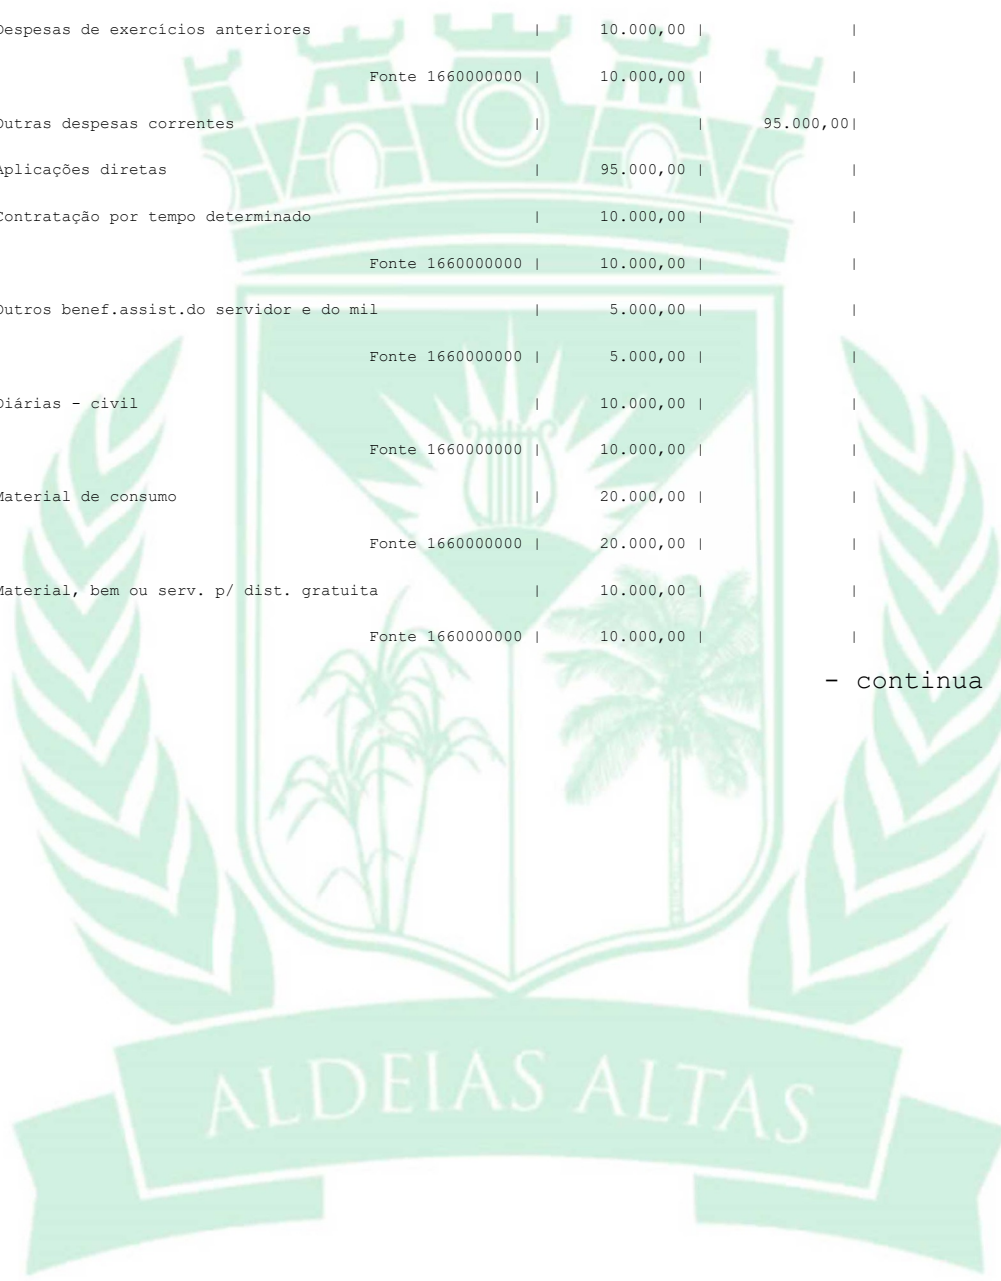 Despesas de exercícios anteriores | 10.000,00 | |
Fonte 1660000000 | 10.000,00 | |
Outras despesas correntes | | 95.000,00|
Aplicações diretas | 95.000,00 | |
Contratação por tempo determinado | 10.000,00 | |
Fonte 1660000000 | 10.000,00 | |
Outros benef.assist.do servidor e do mil | 5.000,00 | |
Fonte 1660000000 | 5.000,00 | |
Diárias - civil | 10.000,00 | |
Fonte 1660000000 | 10.000,00 | |
Material de consumo | 20.000,00 | |
Fonte 1660000000 | 20.000,00 | |
Material, bem ou serv. p/ dist. gratuita | 10.000,00 | |
Fonte 1660000000 | 10.000,00 | |
- continua
ALDEIAS ALTAS